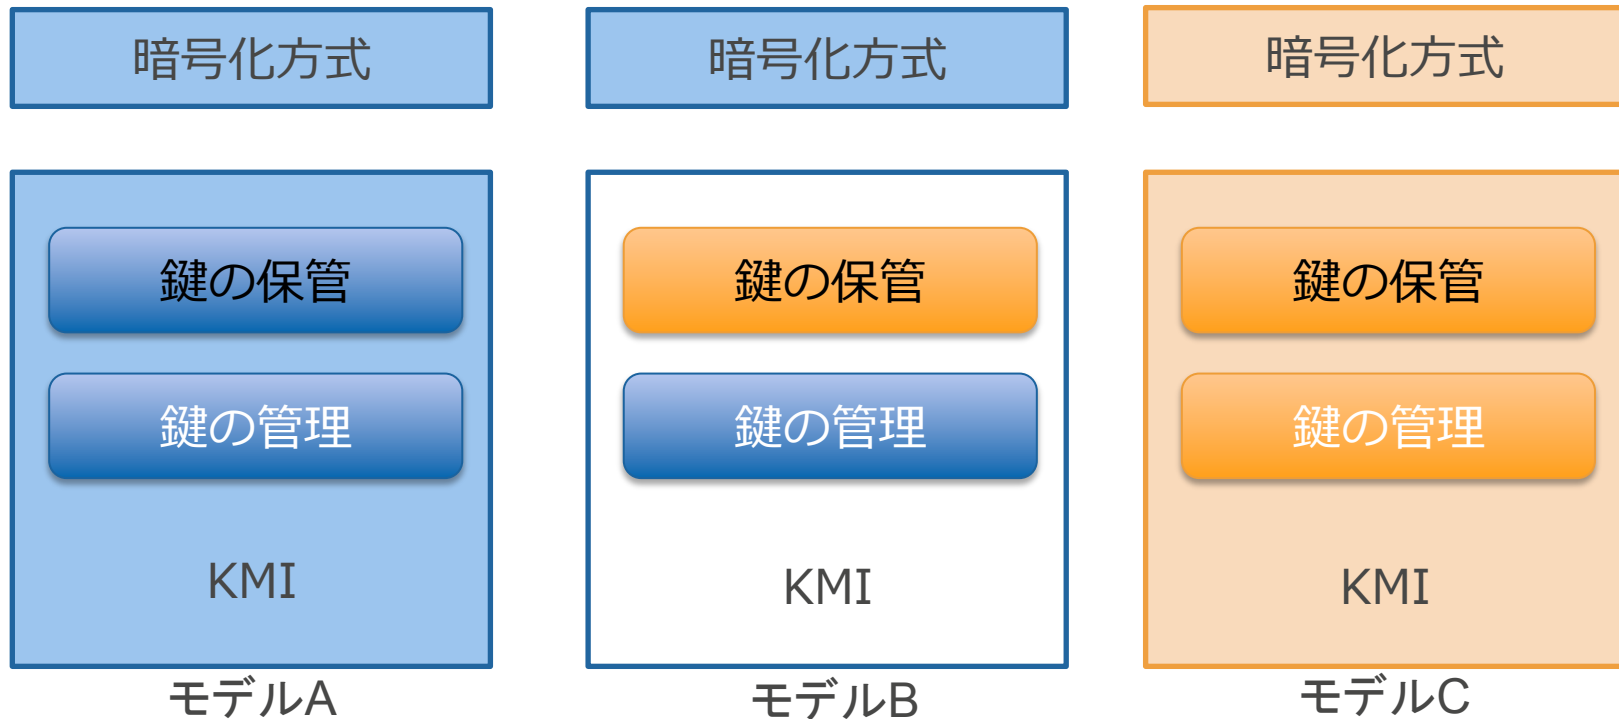 暗号化方式
鍵の保管
鍵の管理
KMI
モデルA
暗号化方式
鍵の保管
鍵の管理
KMI
モデルB
暗号化方式
鍵の保管
鍵の管理
KMI
モデルC